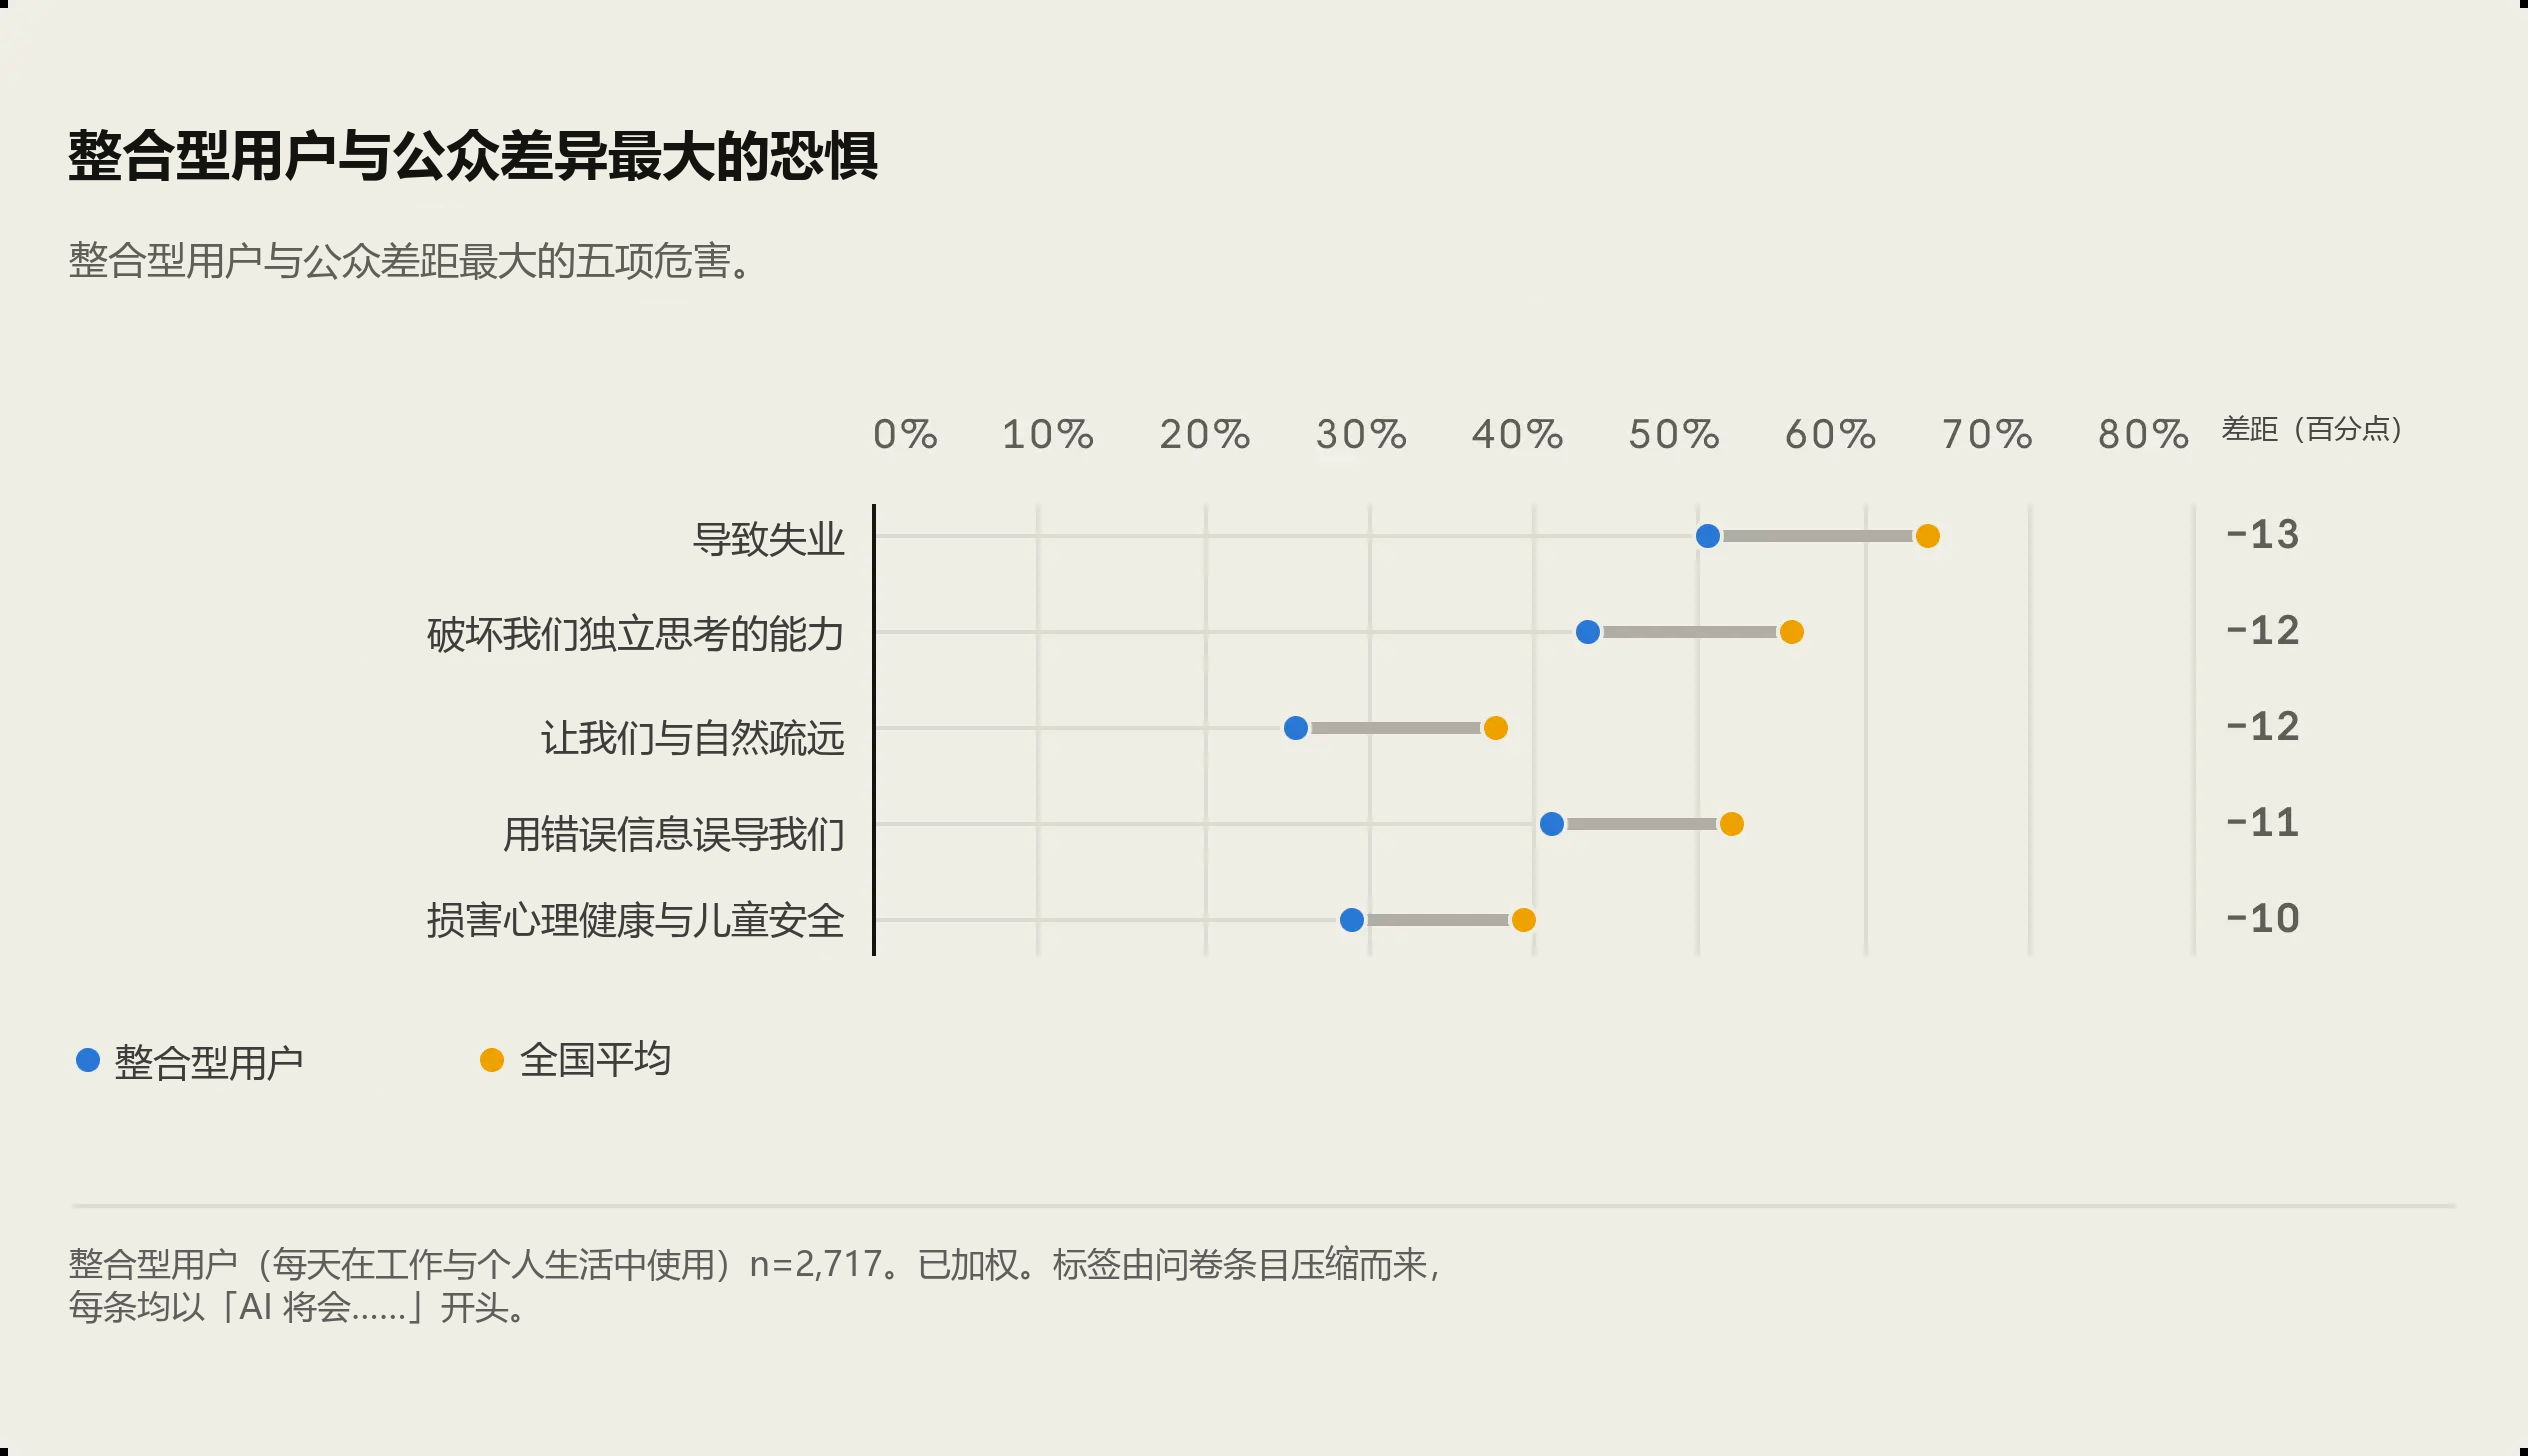 整合型用户与公众差异最大的恐惧
整合型用户与公众差距最大的五项危害。
0% 10% 20% 30% 40% 50% 60% 70% 80% 差距（百分点）
导致失业 −13
破坏我们独立思考的能力 −12
让我们与自然疏远 −12
用错误信息误导我们 −11
损害心理健康与儿童安全 −10
整合型用户 全国平均
整合型用户（每天在工作与个人生活中使用）n=2,717。已加权。标签由问卷条目压缩而来，
每条均以「AI 将会……」开头。